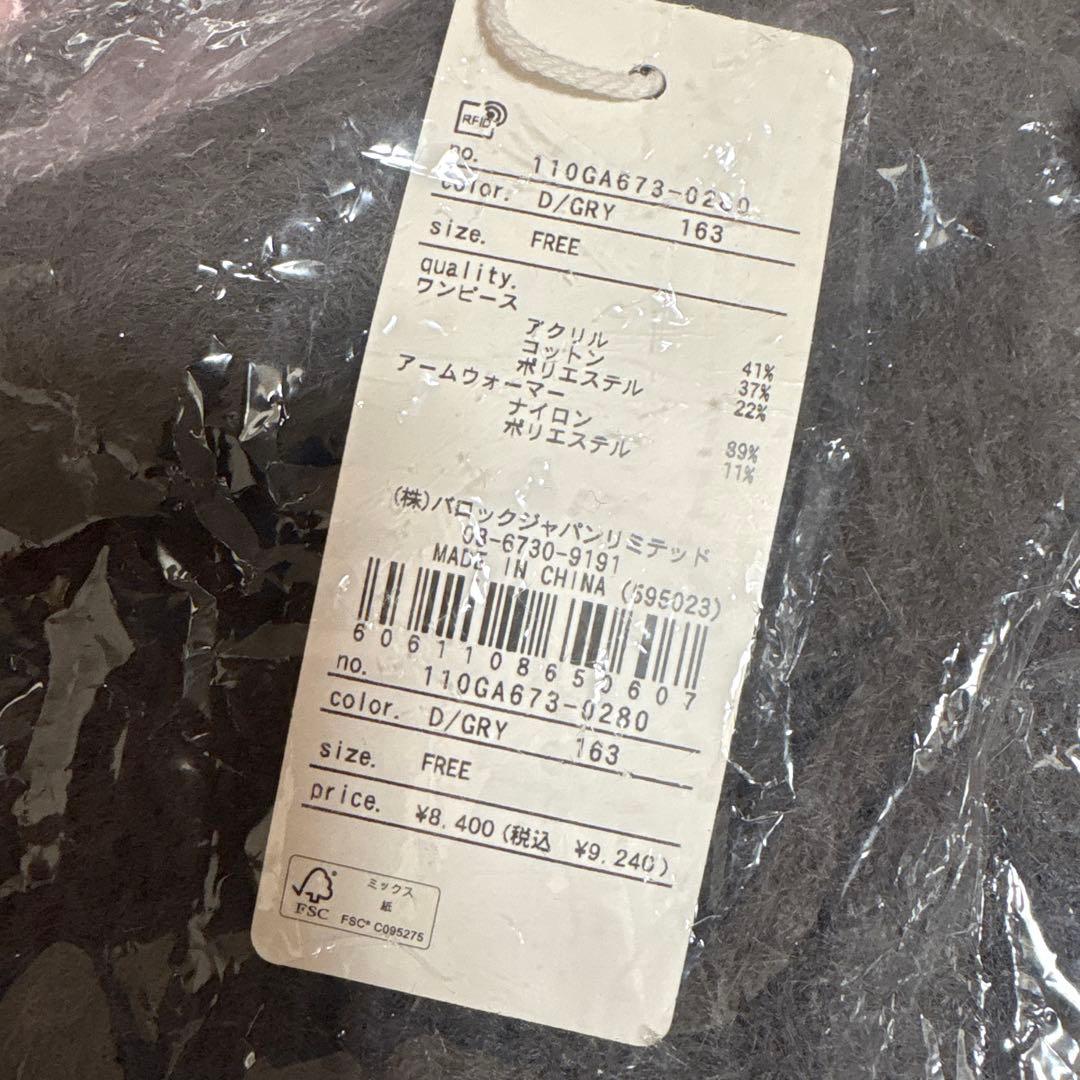 RFID
no. 110GA673-0280
color. D/GRY 163
size. FREE
quality.
ワンピース
アクリル 41%
コットン 37%
ポリエステル 22%
アームウォーマー
ナイロン 89%
ポリエステル 11%
(株)バロックジャパンリミテッド
03-6730-9191
MADE IN CHINA (595023)
6061108650607
no. 110GA673-0280
color. D/GRY 163
size. FREE
price. ¥8,400(税込 ¥9,240)
FSC
ミックス
紙
FSC® C095275